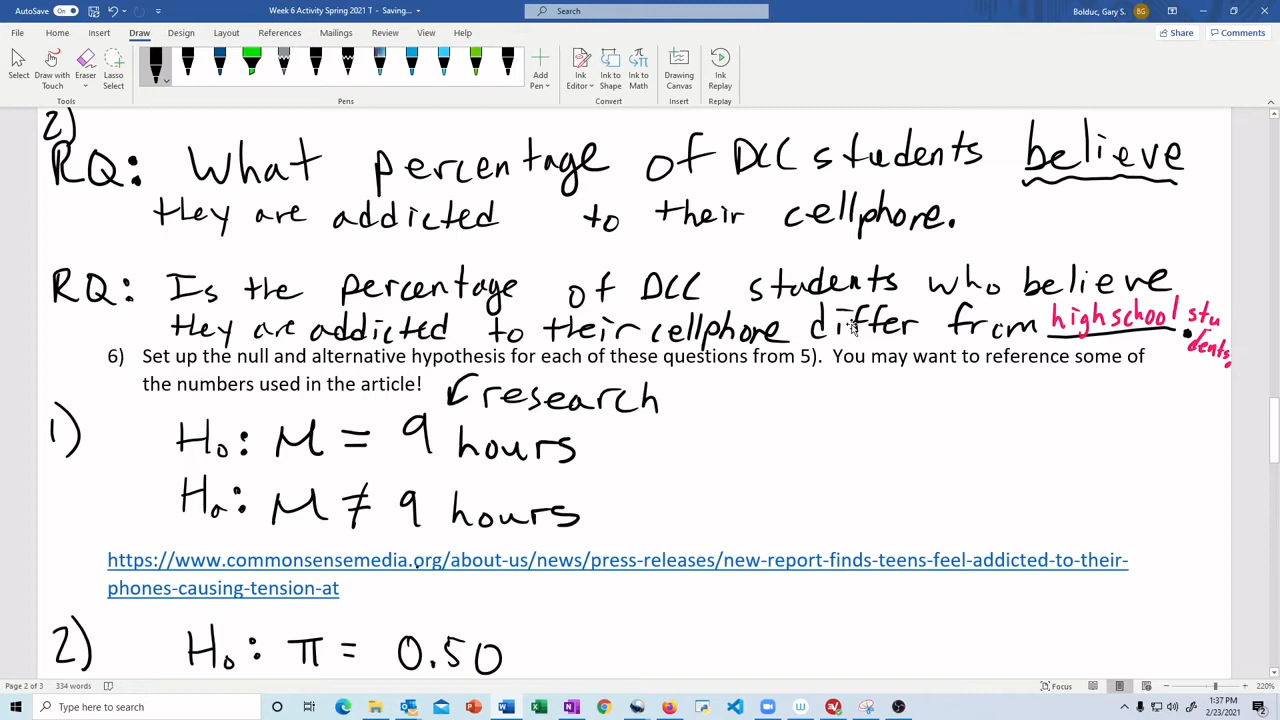 AutoSave On Week 6 Activity Spring 2021 T - Saving... Search Bolduc, Gary S. BG
File Home Insert Draw Design Layout References Mailings Review View Help Share Comments
Select Draw with Touch Eraser Lasso Select Add Pen Ink Editor Ink to Shape Ink to Math Drawing Canvas Ink Replay
Tools Pens Convert Insert Replay
2)
RQ: What percentage of DCC students believe
they are addicted to their cellphone.
RQ: Is the percentage of DCC students who believe
they are addicted to their cellphone differ from highschool students.
6) Set up the null and alternative hypothesis for each of these questions from 5). You may want to reference some of
the numbers used in the article!
research
1) H₀: μ = 9 hours
Hₐ: μ ≠ 9 hours
https://www.commonsensemedia.org/about-us/news/press-releases/new-report-finds-teens-feel-addicted-to-their-
phones-causing-tension-at
2) H₀: π = 0.50
Page 2 of 3 334 words Focus 220%
Type here to search 1:37 PM
2/23/2021